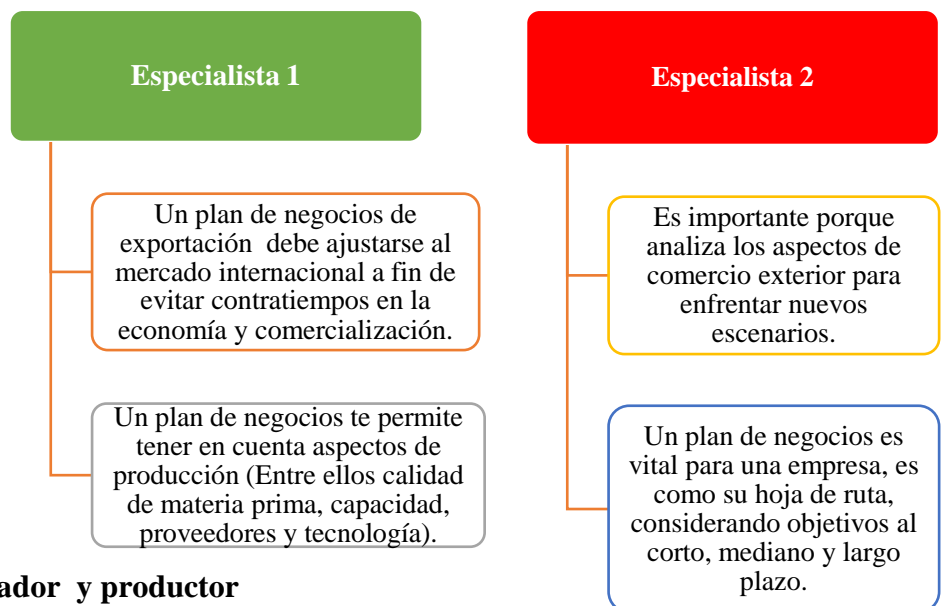 Especialista 1
Un plan de negocios de
exportación debe ajustarse al
mercado internacional a fin de
evitar contratiempos en la
economía y comercialización.
Un plan de negocios te permite
tener en cuenta aspectos de
producción (Entre ellos calidad
de materia prima, capacidad,
proveedores y tecnología).
Especialista 2
Es importante porque
analiza los aspectos de
comercio exterior para
enfrentar nuevos
escenarios.
Un plan de negocios es
vital para una empresa, es
como su hoja de ruta,
considerando objetivos al
corto, mediano y largo
plazo.
ador y productor